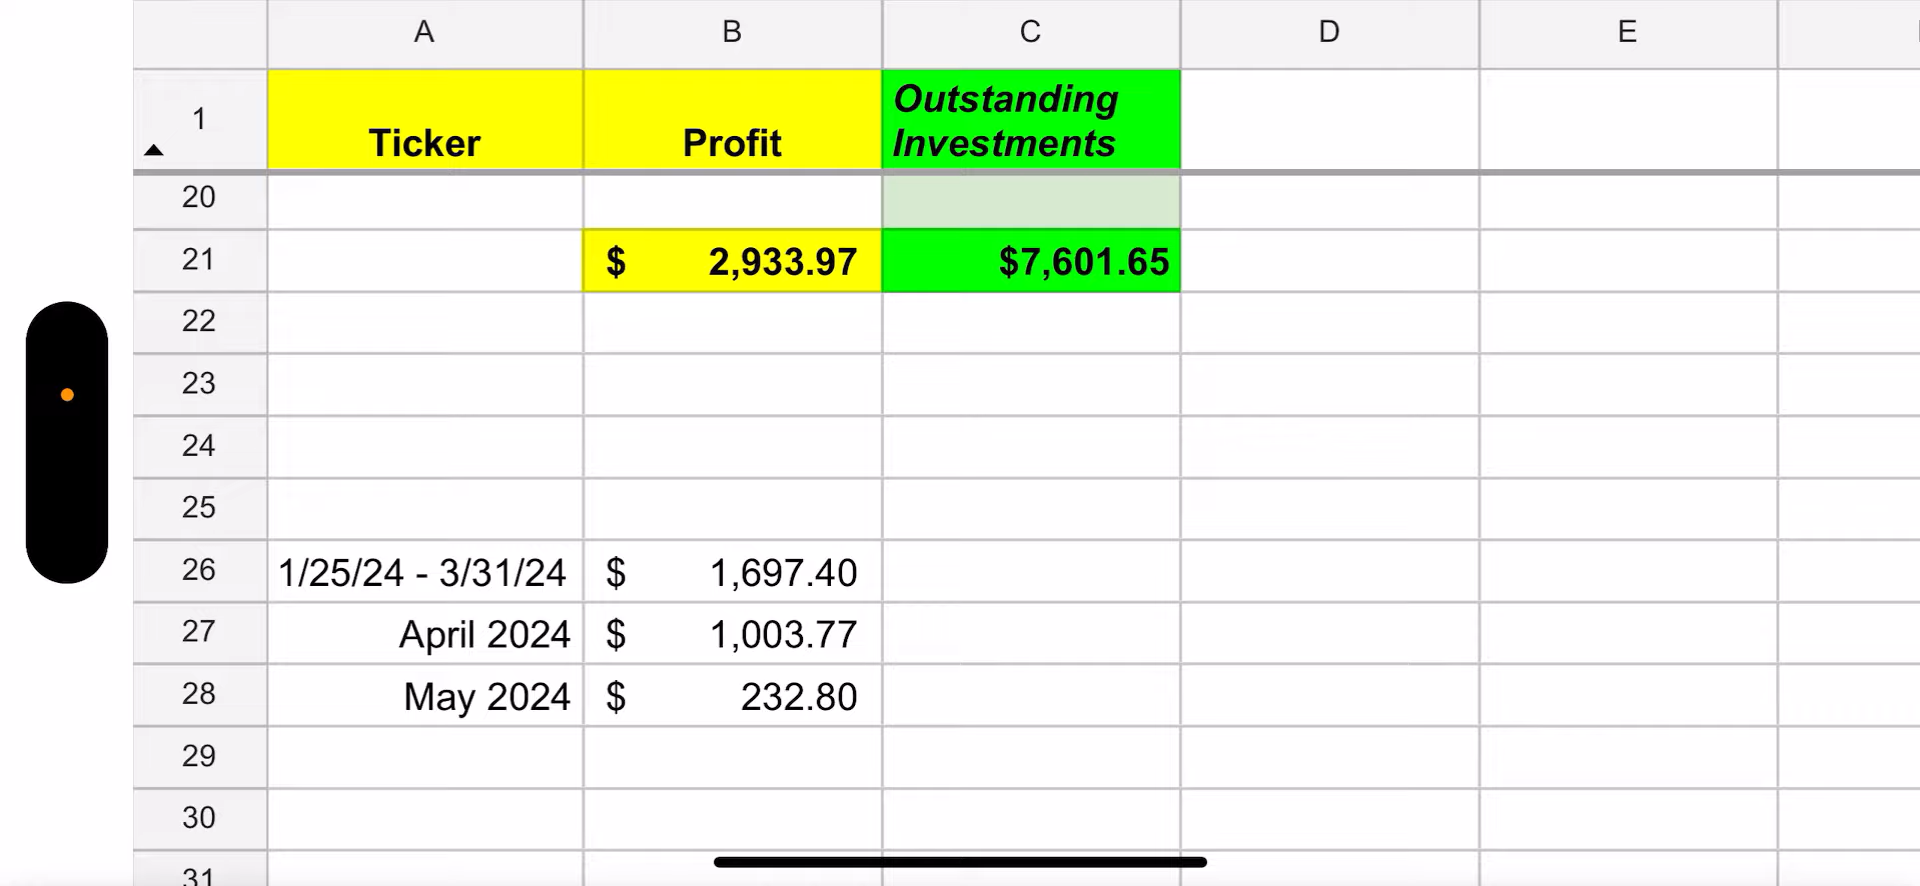 A B C D E
1 Ticker Profit Outstanding Investments
20
21 $ 2,933.97 $7,601.65
22
23
24
25
26 1/25/24 - 3/31/24 $ 1,697.40
27 April 2024 $ 1,003.77
28 May 2024 $ 232.80
29
30
31